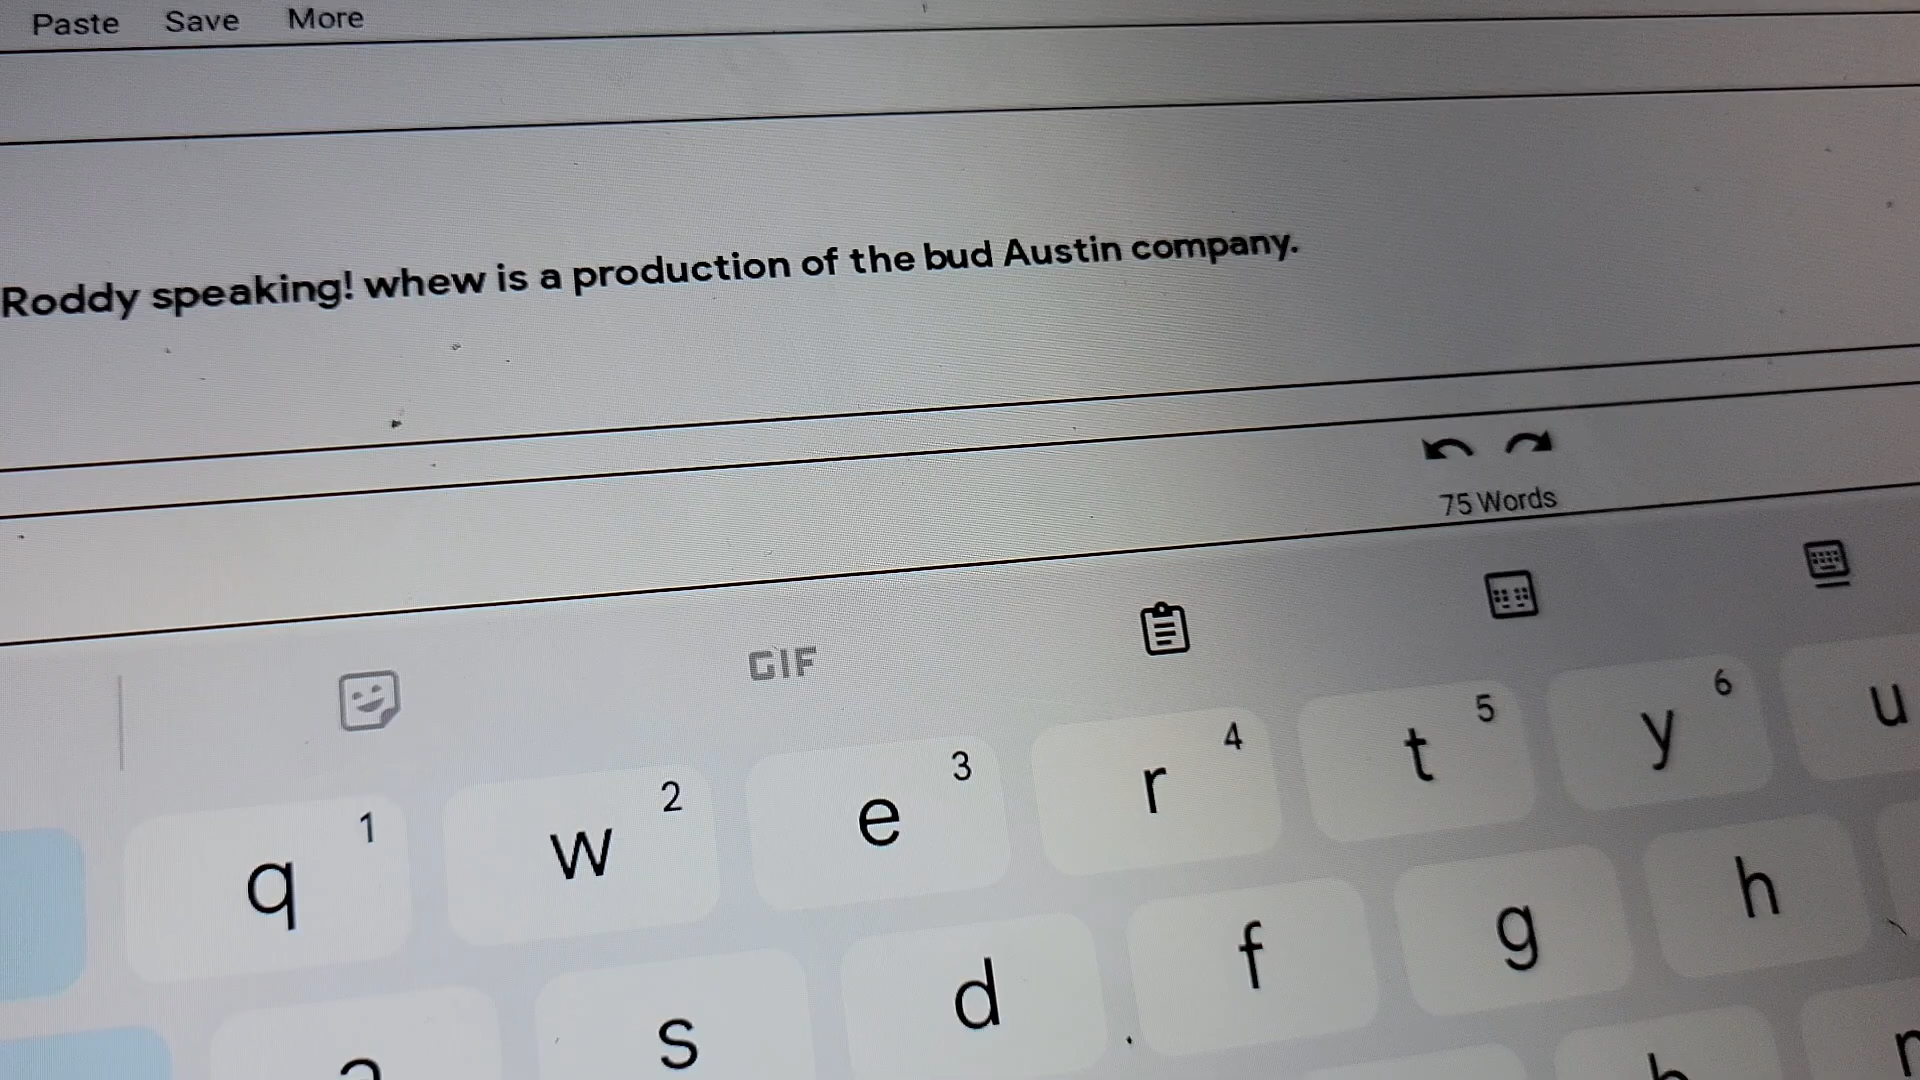 Paste Save More
Roddy speaking! whew is a production of the bud Austin company.
75 Words
GIF
q 1 w 2 e 3 r 4 t 5 y 6 u
s d f g h